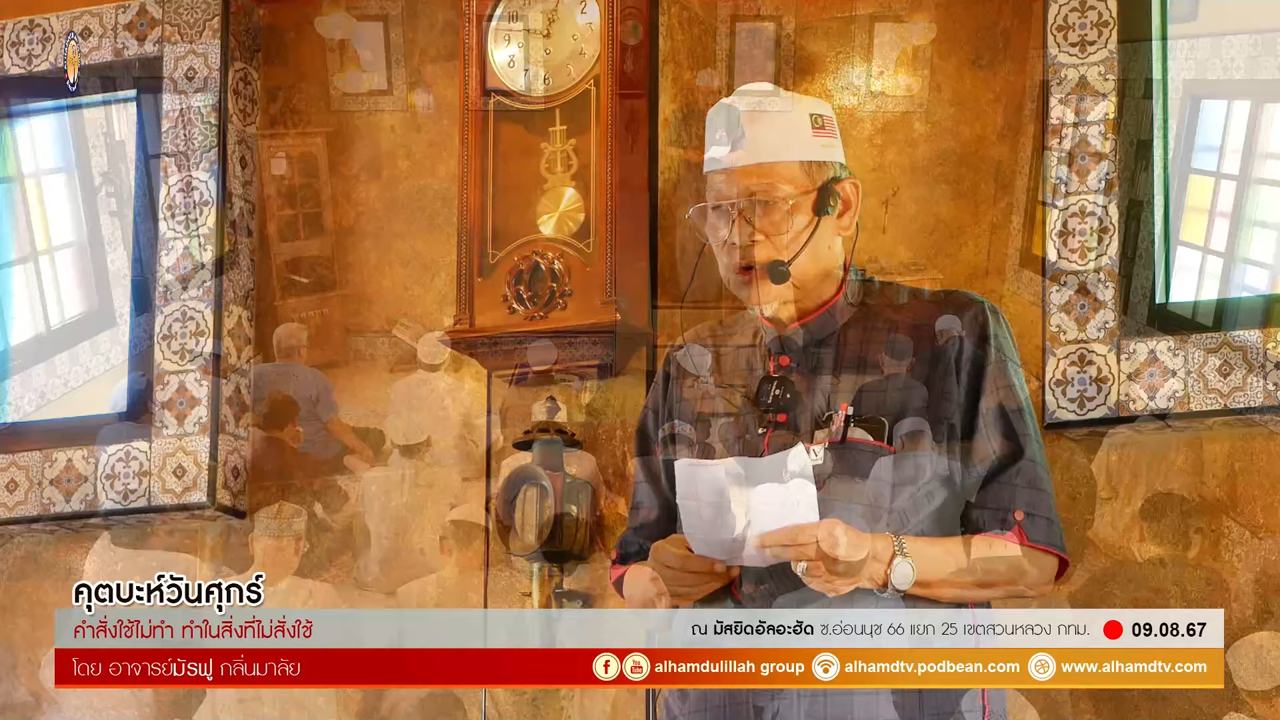 คุตบะห์วันศุกร์
คำสั่งใช้ไม่ทำ ทำในสิ่งที่ไม่สั่งใช้
ณ มัสยิดอัลอะฮัด ซ.อ่อนนุช 66 แยก 25 เขตสวนหลวง กทม. 09.08.67
โดย อาจารย์มัรฟู กลิ่นมาลัย
alhamdulillah group alhamdtv.podbean.com www.alhamdtv.com